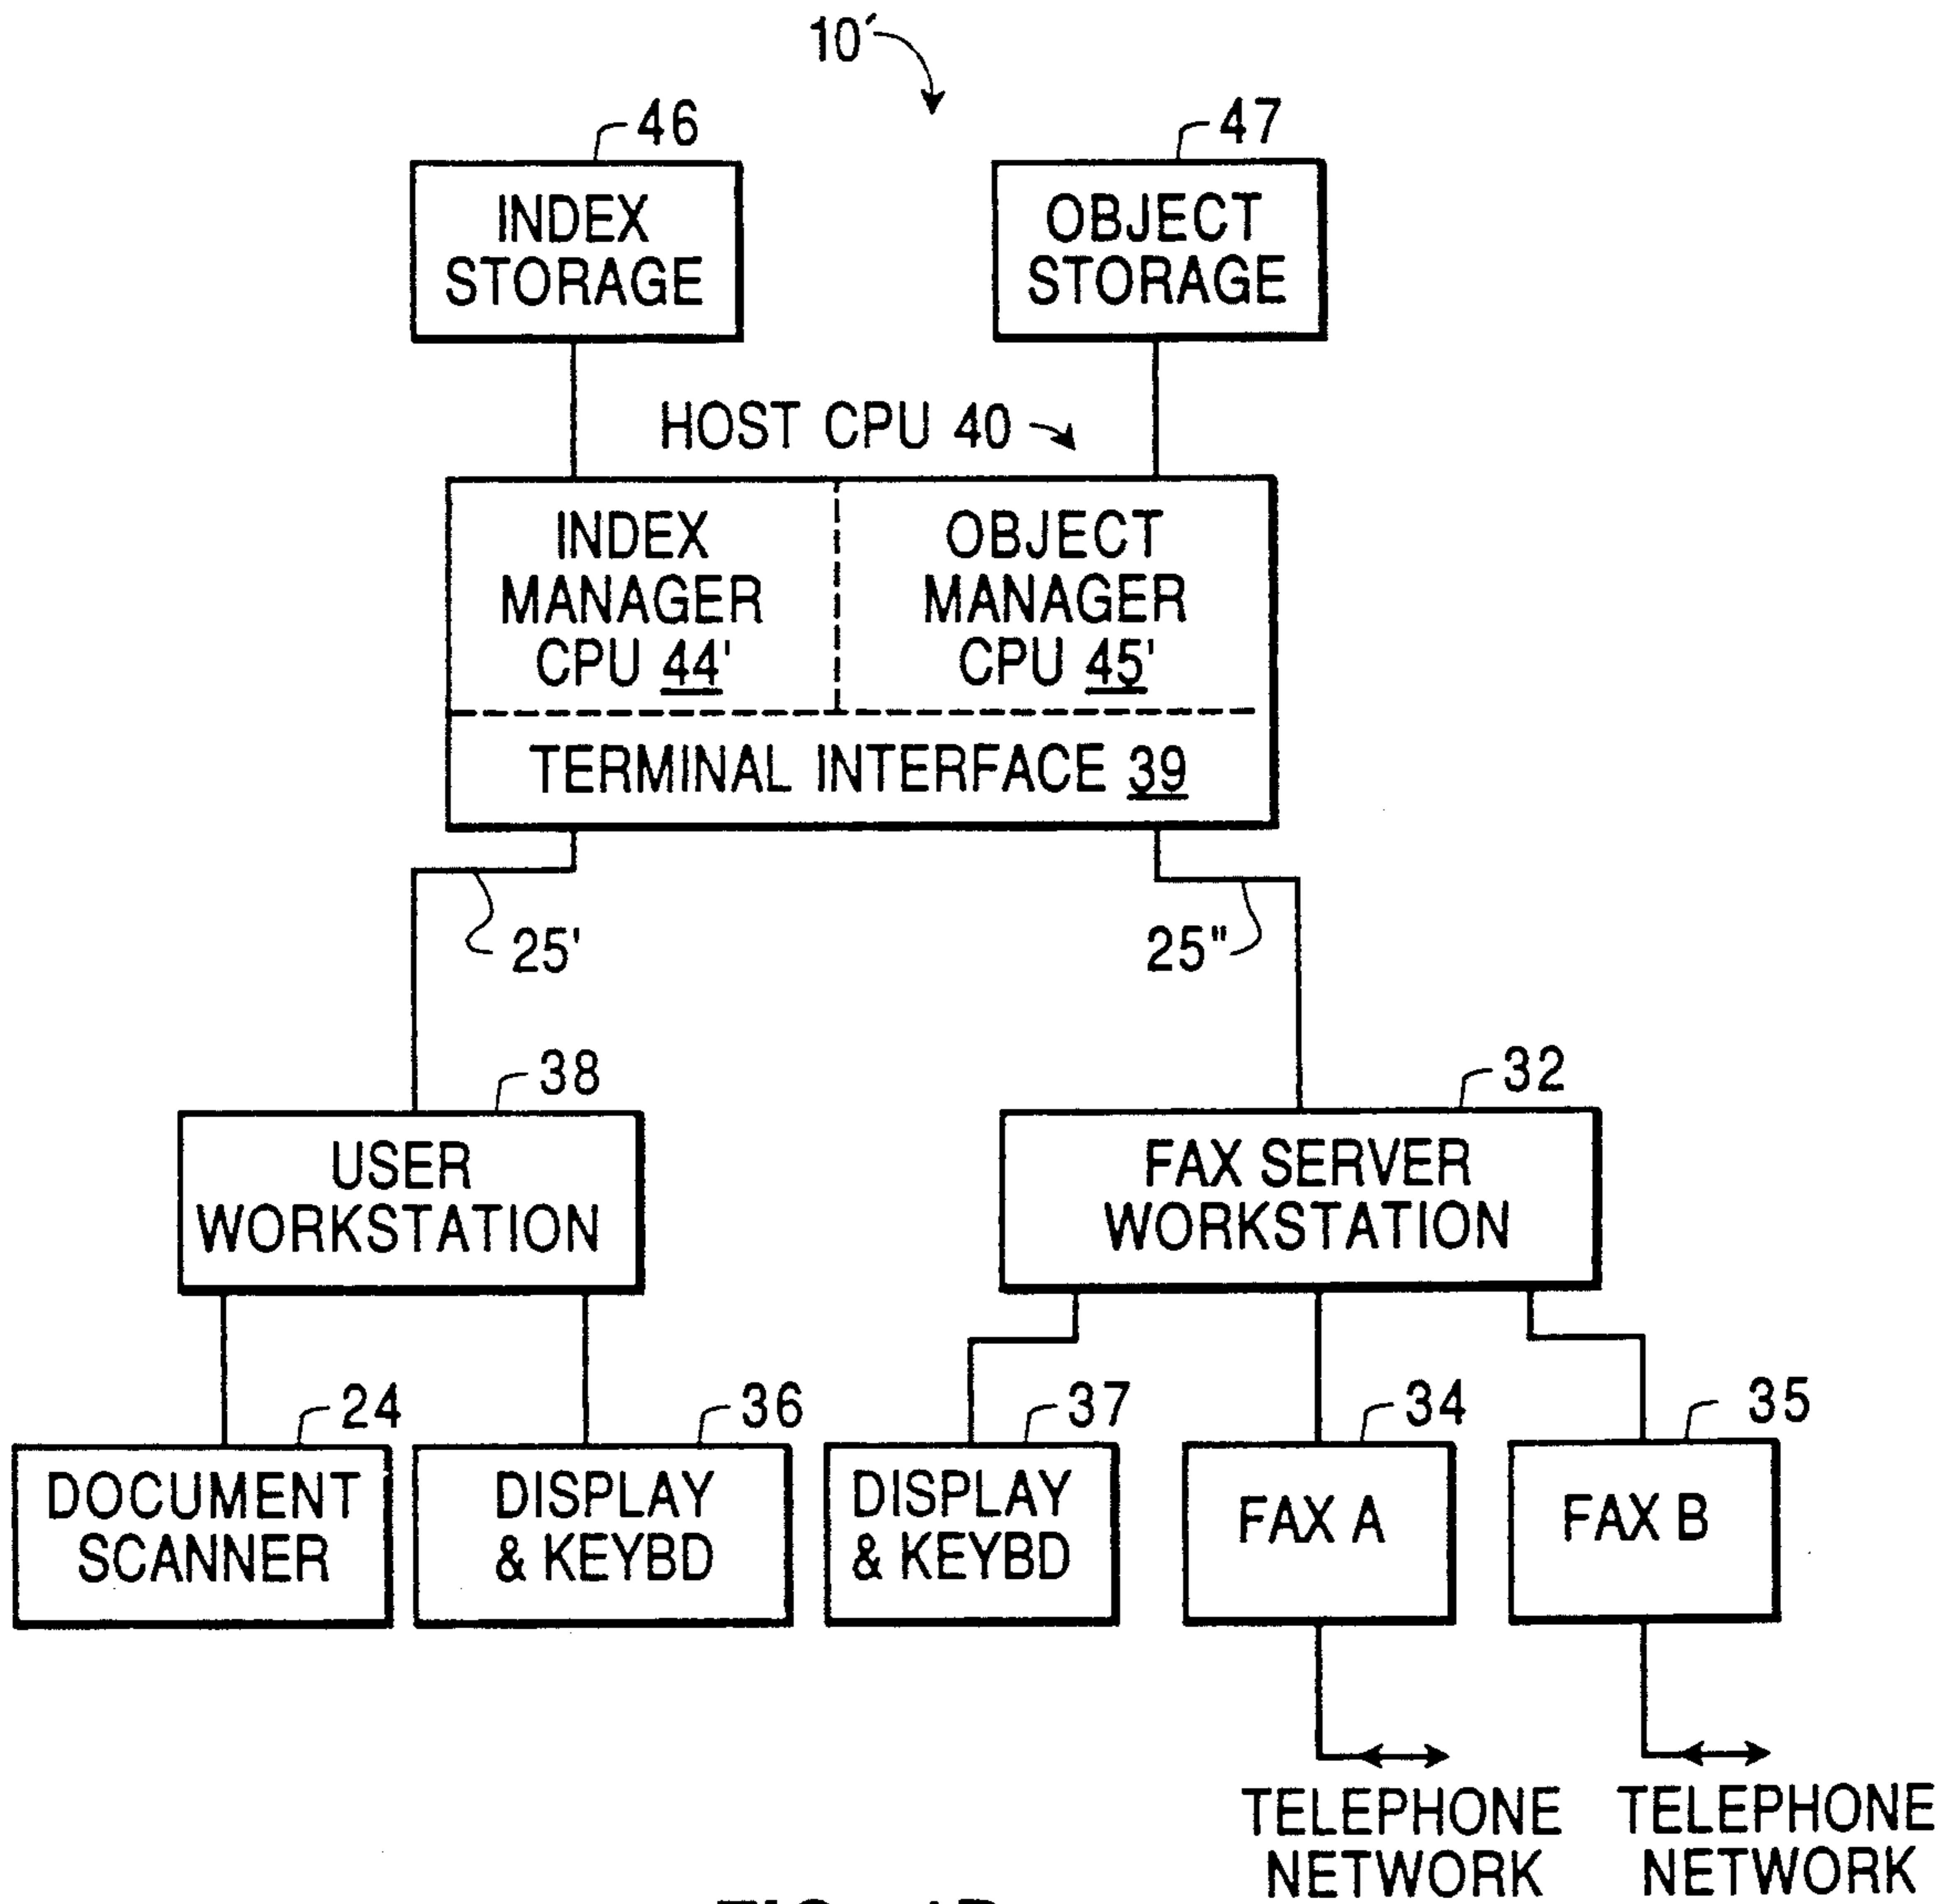 10′
46
47
INDEX
STORAGE
OBJECT
STORAGE
HOST CPU 40
INDEX
MANAGER
CPU 44'
OBJECT
MANAGER
CPU 45'
TERMINAL INTERFACE 39
25'
25"
38
32
USER
WORKSTATION
FAX SERVER
WORKSTATION
24
36
37
34
35
DOCUMENT
SCANNER
DISPLAY
& KEYBD
DISPLAY
& KEYBD
FAX A
FAX B
TELEPHONE
NETWORK
TELEPHONE
NETWORK